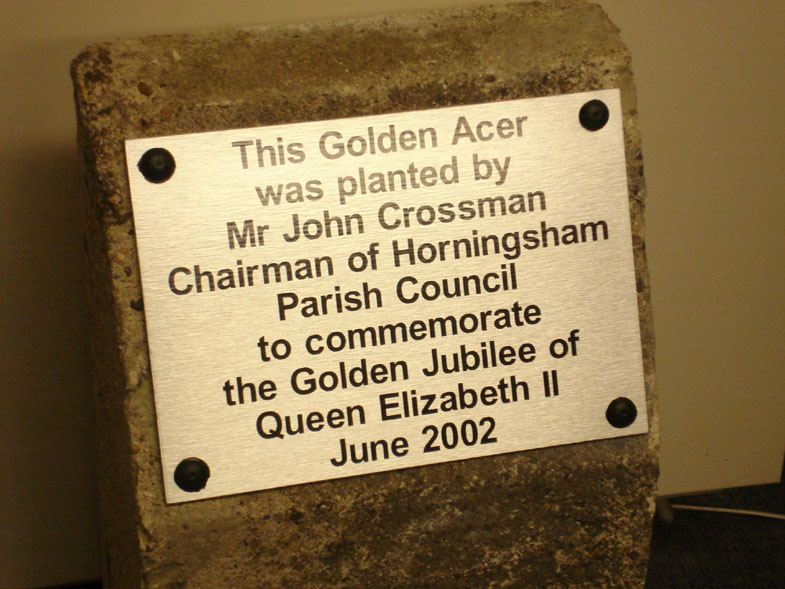 This Golden Acer
was planted by
Mr John Crossman
Chairman of Horningsham
Parish Council
to commemorate
the Golden Jubilee of
Queen Elizabeth II
June 2002